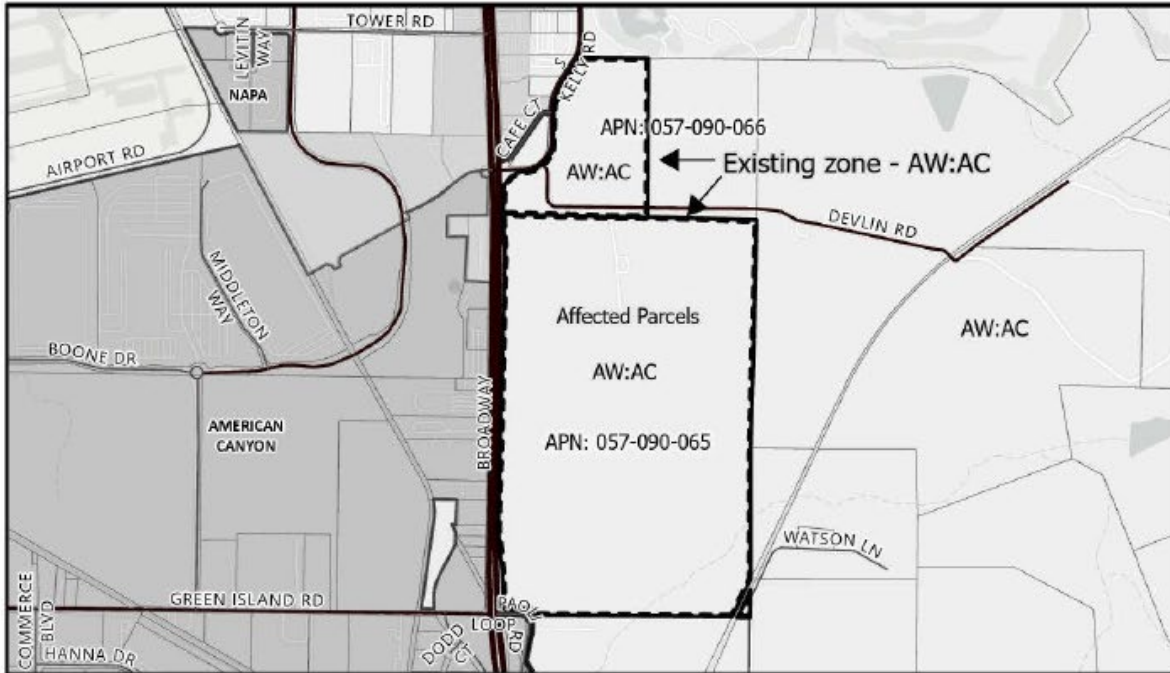 TOWER RD
LEVITIN
WAY
NAPA
S
KELLY RD
CAFE CT
APN: 057-090-066
AIRPORT RD
AW:AC
Existing zone - AW:AC
DEVLIN RD
MIDDLETON
WAY
Affected Parcels
AW:AC
AW:AC
BOONE DR
BROADWAY
AMERICAN
CANYON
APN: 057-090-065
WATSON LN
GREEN ISLAND RD
COMMERCE
BLVD
LOOP
RD
DODD
CT
HANNA DR